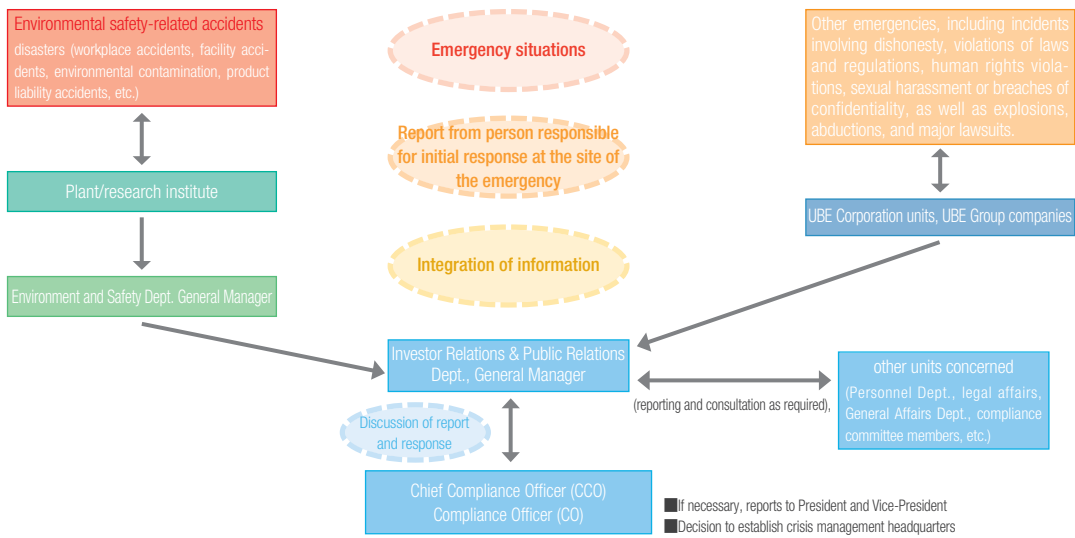 Environmental safety-related accidents
disasters (workplace accidents, facility acci-
dents, environmental contamination, product
liability accidents, etc.)
Emergency situations
Other emergencies, including incidents
involving dishonesty, violations of laws
and regulations, human rights viola-
tions, sexual harassment or breaches of
confidentiality, as well as explosions,
abductions, and major lawsuits.
Report from person responsible
for initial response at the site of
the emergency
Plant/research institute
UBE Corporation units, UBE Group companies
Integration of information
Environment and Safety Dept. General Manager
Investor Relations & Public Relations
Dept., General Manager
other units concerned
(Personnel Dept., legal affairs,
General Affairs Dept., compliance
committee members, etc.)
(reporting and consultation as required),
Discussion of report
and response
Chief Compliance Officer (CCO)
Compliance Officer (CO)
■If necessary, reports to President and Vice-President
■Decision to establish crisis management headquarters